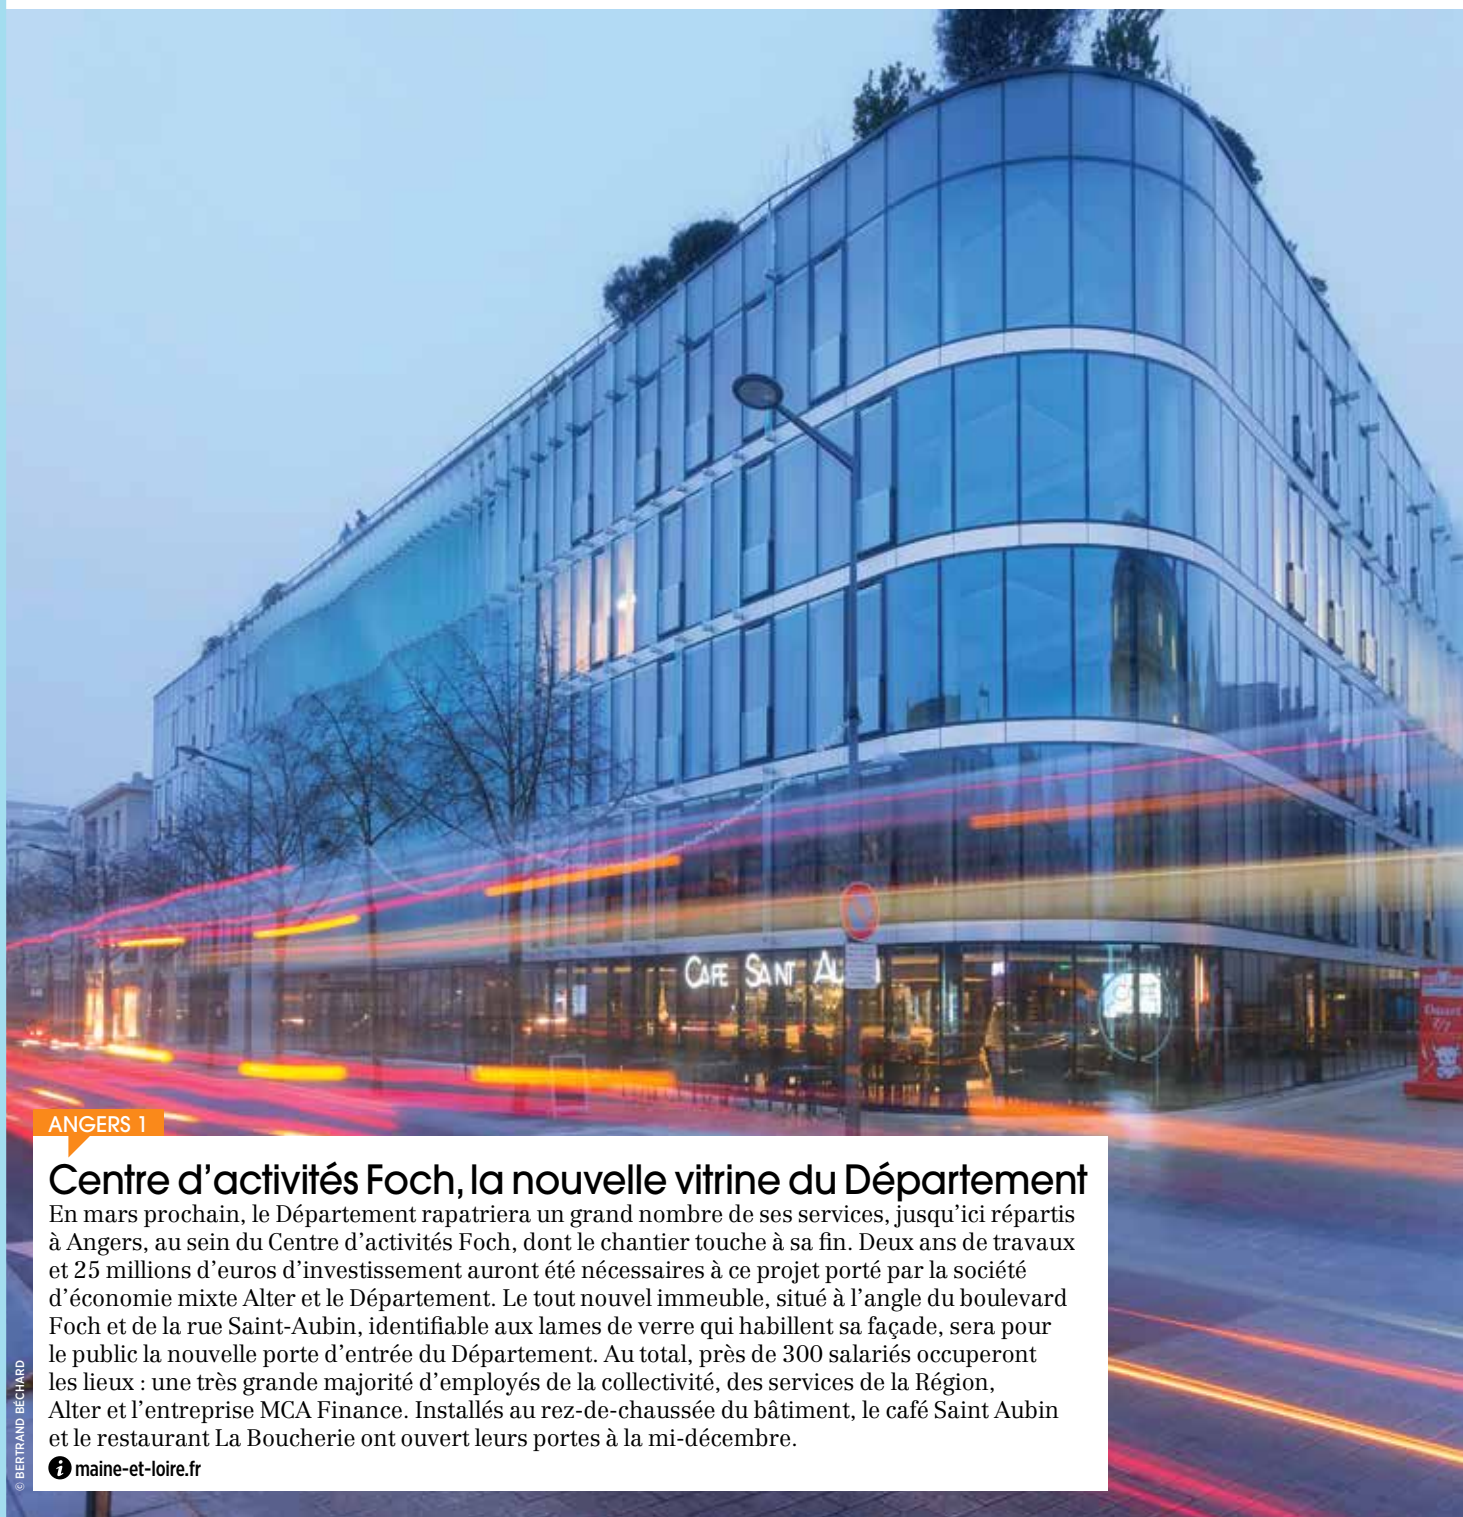 CAFE SANT AU
Ouvert
7/7
ANGERS 1
Centre d'activités Foch, la nouvelle vitrine du Département
En mars prochain, le Département rapatriera un grand nombre de ses services, jusqu'ici répartis
à Angers, au sein du Centre d'activités Foch, dont le chantier touche à sa fin. Deux ans de travaux
et 25 millions d'euros d'investissement auront été nécessaires à ce projet porté par la société
d'économie mixte Alter et le Département. Le tout nouvel immeuble, situé à l'angle du boulevard
Foch et de la rue Saint-Aubin, identifiable aux lames de verre qui habillent sa façade, sera pour
le public la nouvelle porte d'entrée du Département. Au total, près de 300 salariés occuperont
les lieux : une très grande majorité d'employés de la collectivité, des services de la Région,
Alter et l'entreprise MCA Finance. Installés au rez-de-chaussée du bâtiment, le café Saint Aubin
et le restaurant La Boucherie ont ouvert leurs portes à la mi-décembre.
maine-et-loire.fr
© BERTRAND BÉCHARD